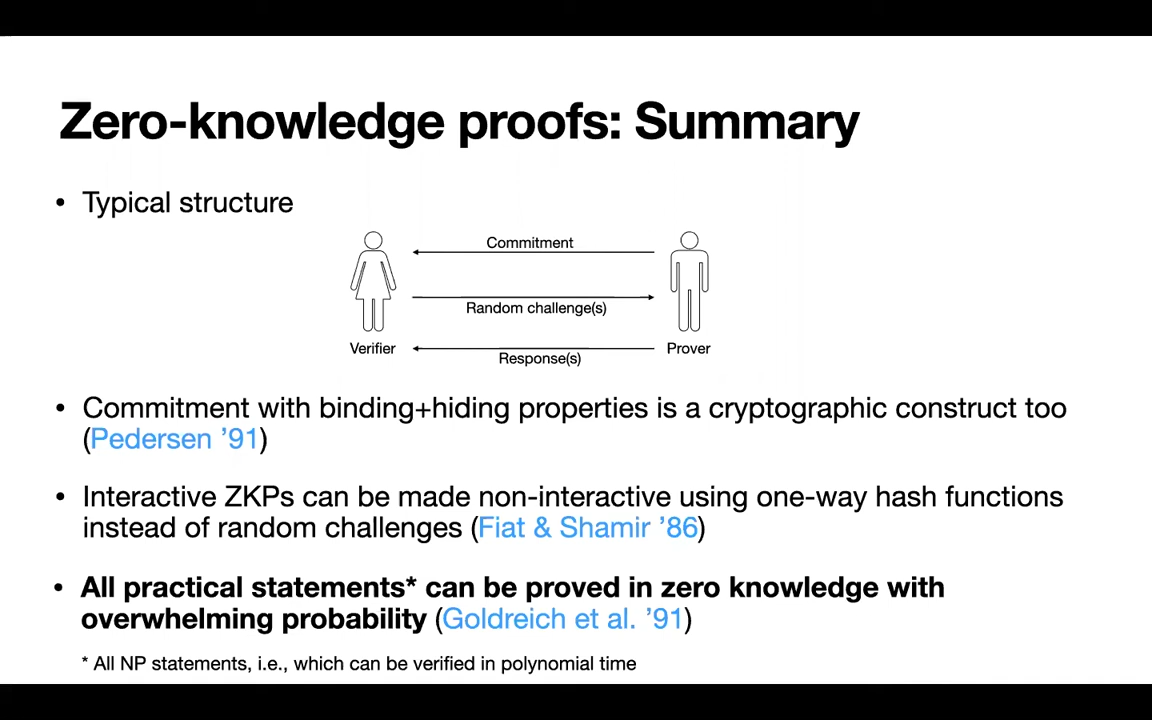 Zero-knowledge proofs: Summary
• Typical structure
Commitment
Random challenge(s)
Verifier
Prover
Response(s)
• Commitment with binding+hiding properties is a cryptographic construct too
(Pedersen ’91)
• Interactive ZKPs can be made non-interactive using one-way hash functions
instead of random challenges (Fiat & Shamir ’86)
• All practical statements* can be proved in zero knowledge with
overwhelming probability (Goldreich et al. ’91)
* All NP statements, i.e., which can be verified in polynomial time